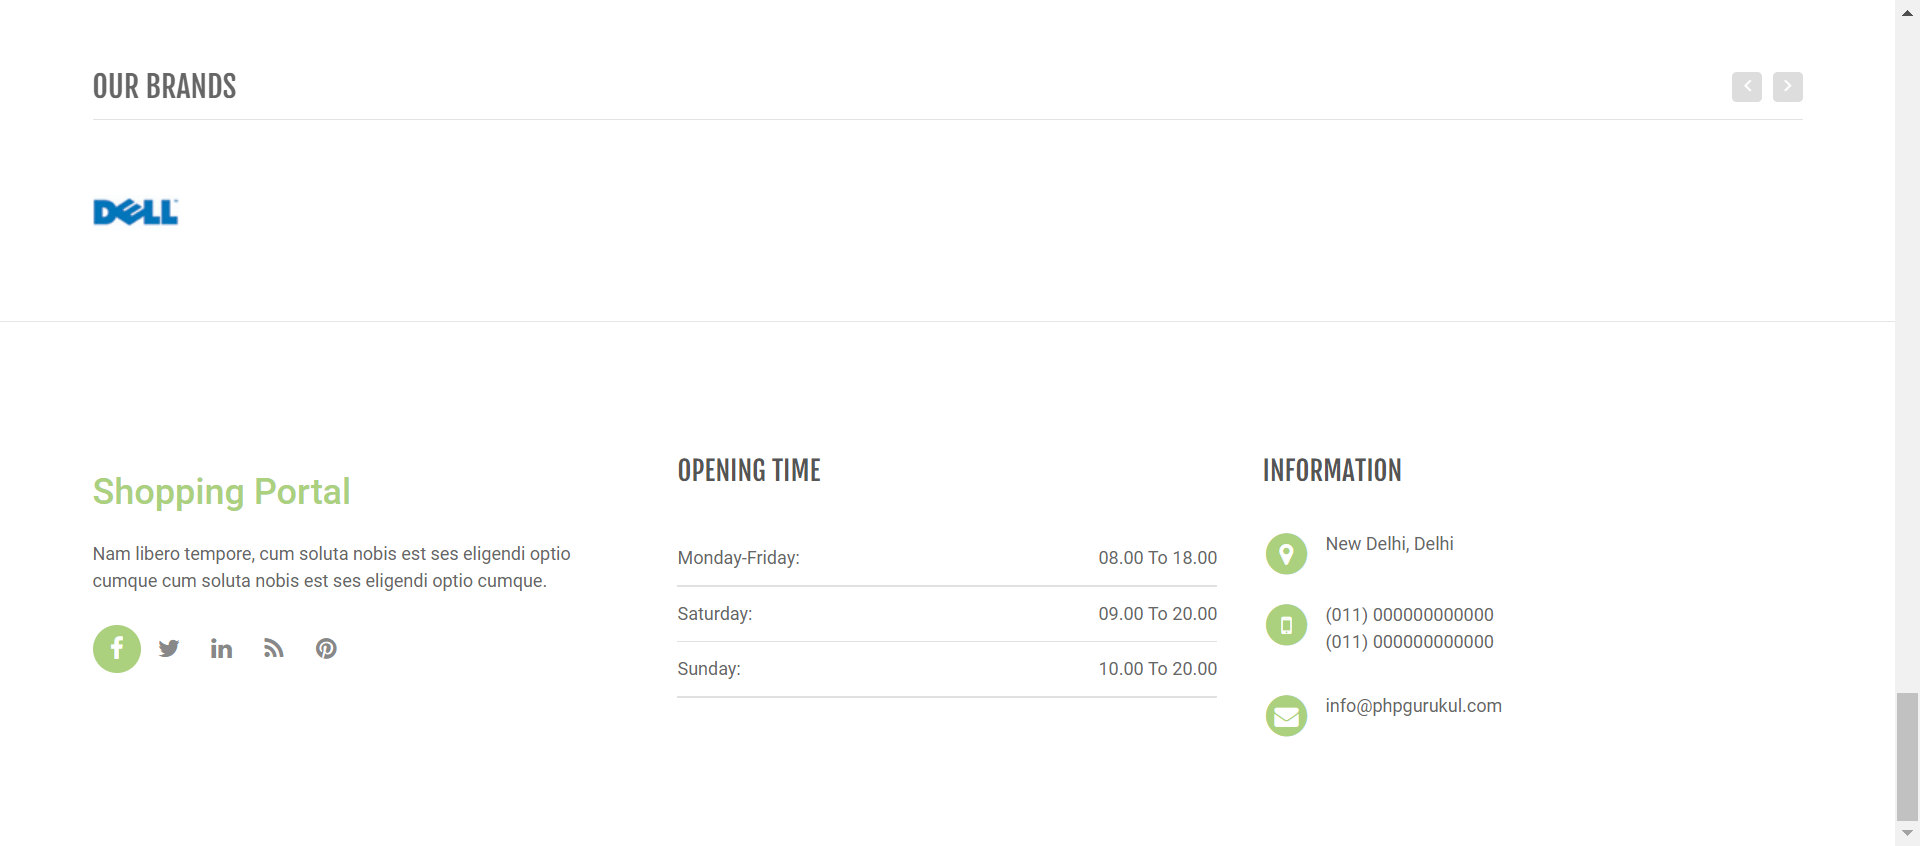 OUR BRANDS
DELL
Shopping Portal
Nam libero tempore, cum soluta nobis est ses eligendi optio
cumque cum soluta nobis est ses eligendi optio cumque.
OPENING TIME
Monday-Friday: 08.00 To 18.00
Saturday: 09.00 To 20.00
Sunday: 10.00 To 20.00
INFORMATION
New Delhi, Delhi
(011) 000000000000
(011) 000000000000
info@phpgurukul.com